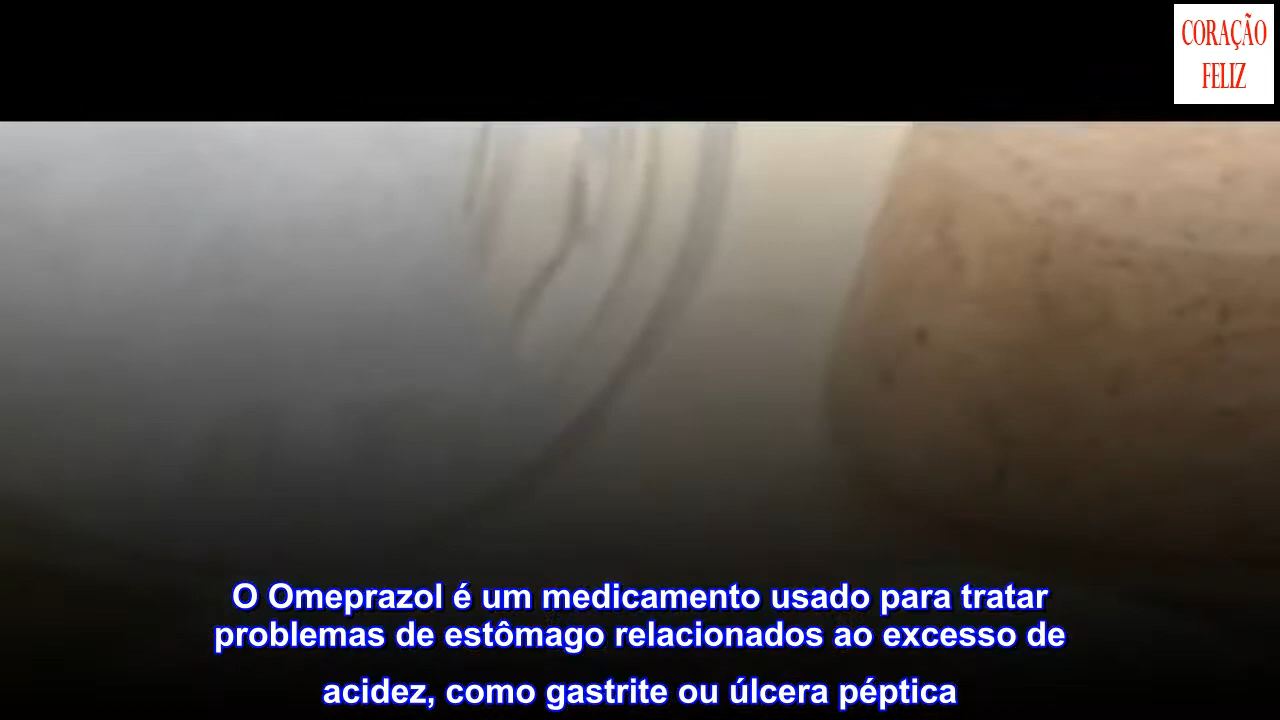 CORAÇÃO
FELIZ
O Omeprazol é um medicamento usado para tratar
problemas de estômago relacionados ao excesso de
acidez, como gastrite ou úlcera péptica